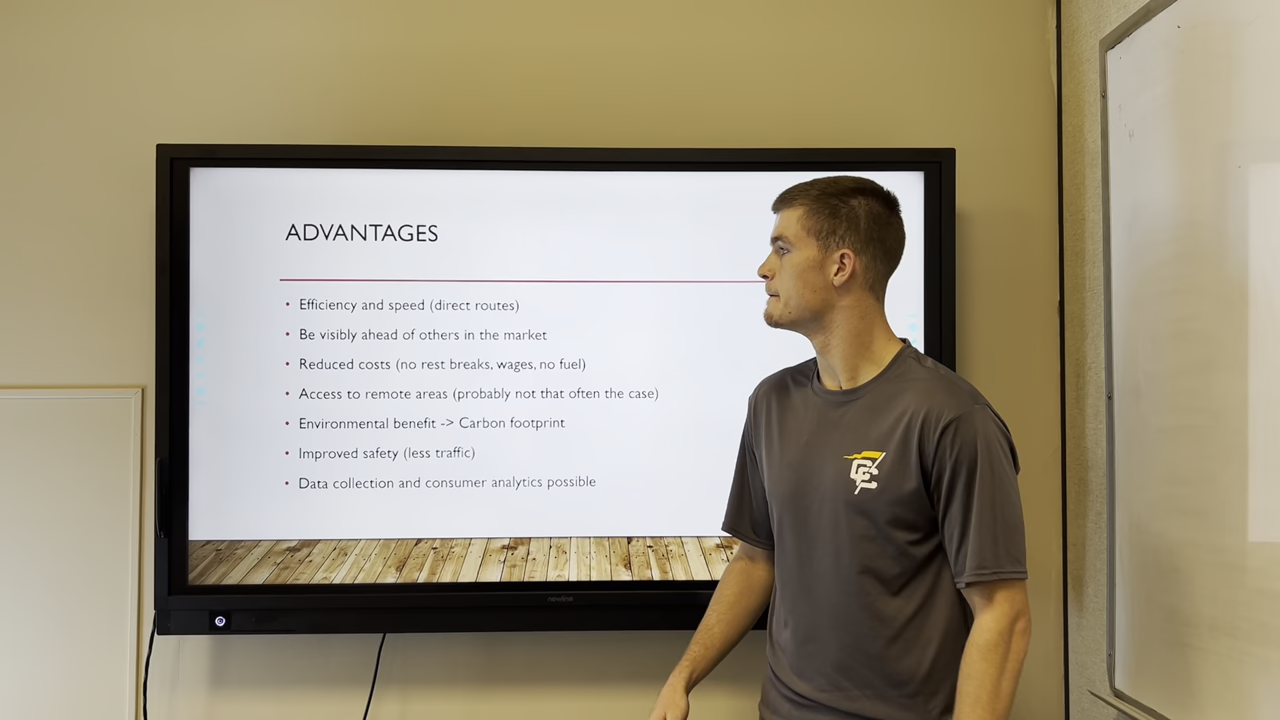 ADVANTAGES
• Efficiency and speed (direct routes)
• Be visibly ahead of others in the market
• Reduced costs (no rest breaks, wages, no fuel)
• Access to remote areas (probably not that often the case)
• Environmental benefit -> Carbon footprint
• Improved safety (less traffic)
• Data collection and consumer analytics possible
newline